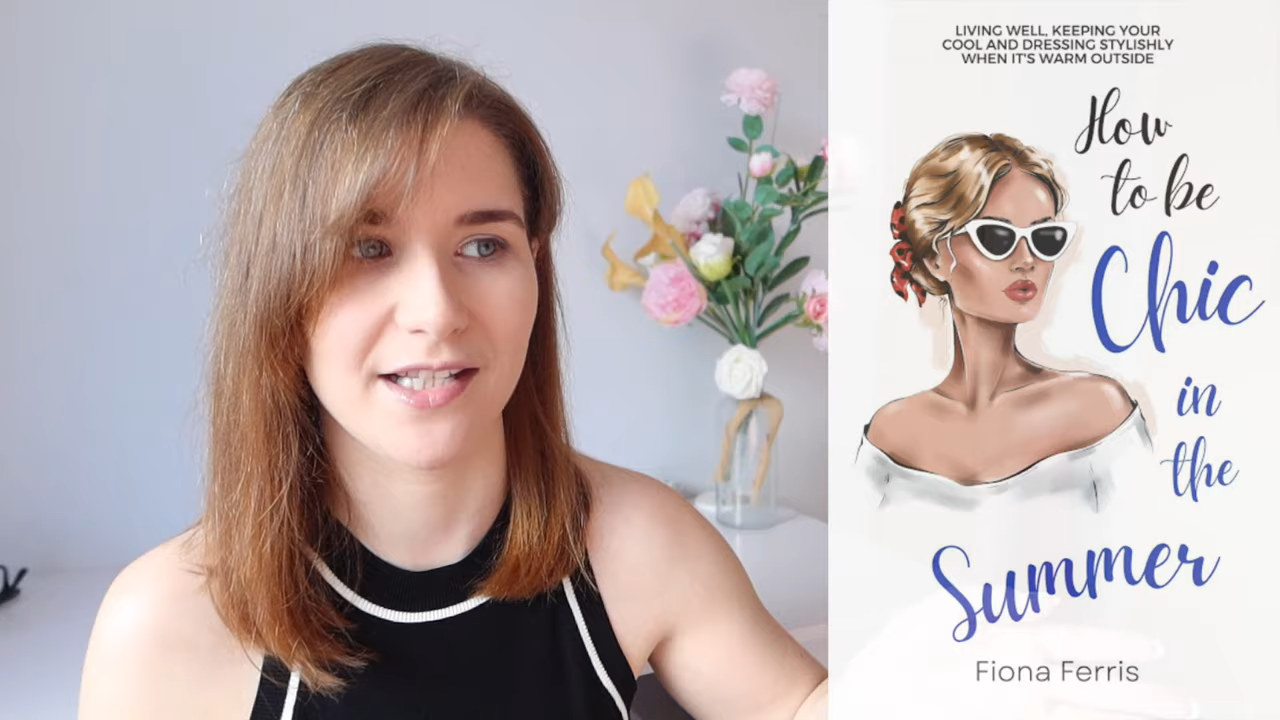 LIVING WELL, KEEPING YOUR
COOL AND DRESSING STYLISHLY
WHEN IT'S WARM OUTSIDE
How
to be
Chic
in
the
Summer
Fiona Ferris